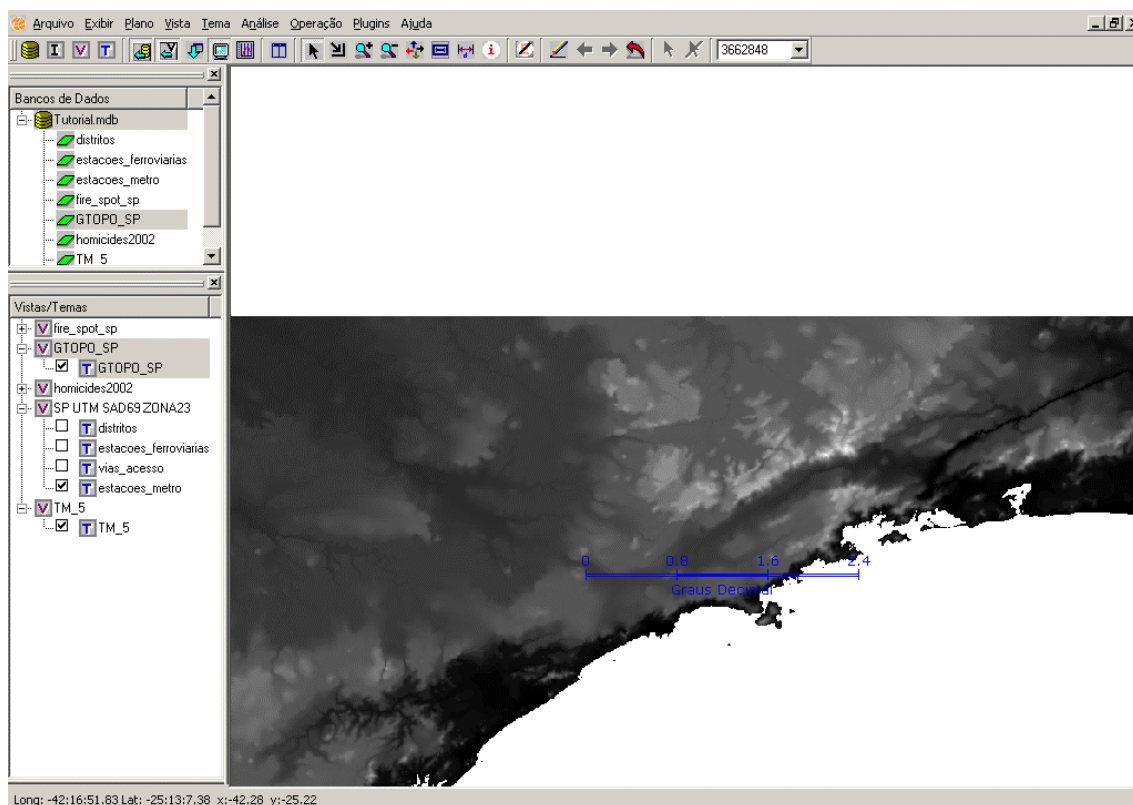 Arquivo Exibir Plano Vista Tema Análise Operação Plugins Ajuda
I V T i 3662848
Bancos de Dados
Tutorial.mdb
distritos
estacoes_ferroviarias
estacoes_metro
fire_spot_sp
GTOPO_SP
homicides2002
TM_5
Vistas/Temas
V fire_spot_sp
V GTOPO_SP
T GTOPO_SP
V homicides2002
V SP UTM SAD69 ZONA23
T distritos
T estacoes_ferroviarias
T vias_acesso
T estacoes_metro
V TM_5
T TM_5
0 0.8 1.6 2.4
Graus Decimal
Long: -42:16:51.83 Lat: -25:13:7.38 x:-42.28 y:-25.22